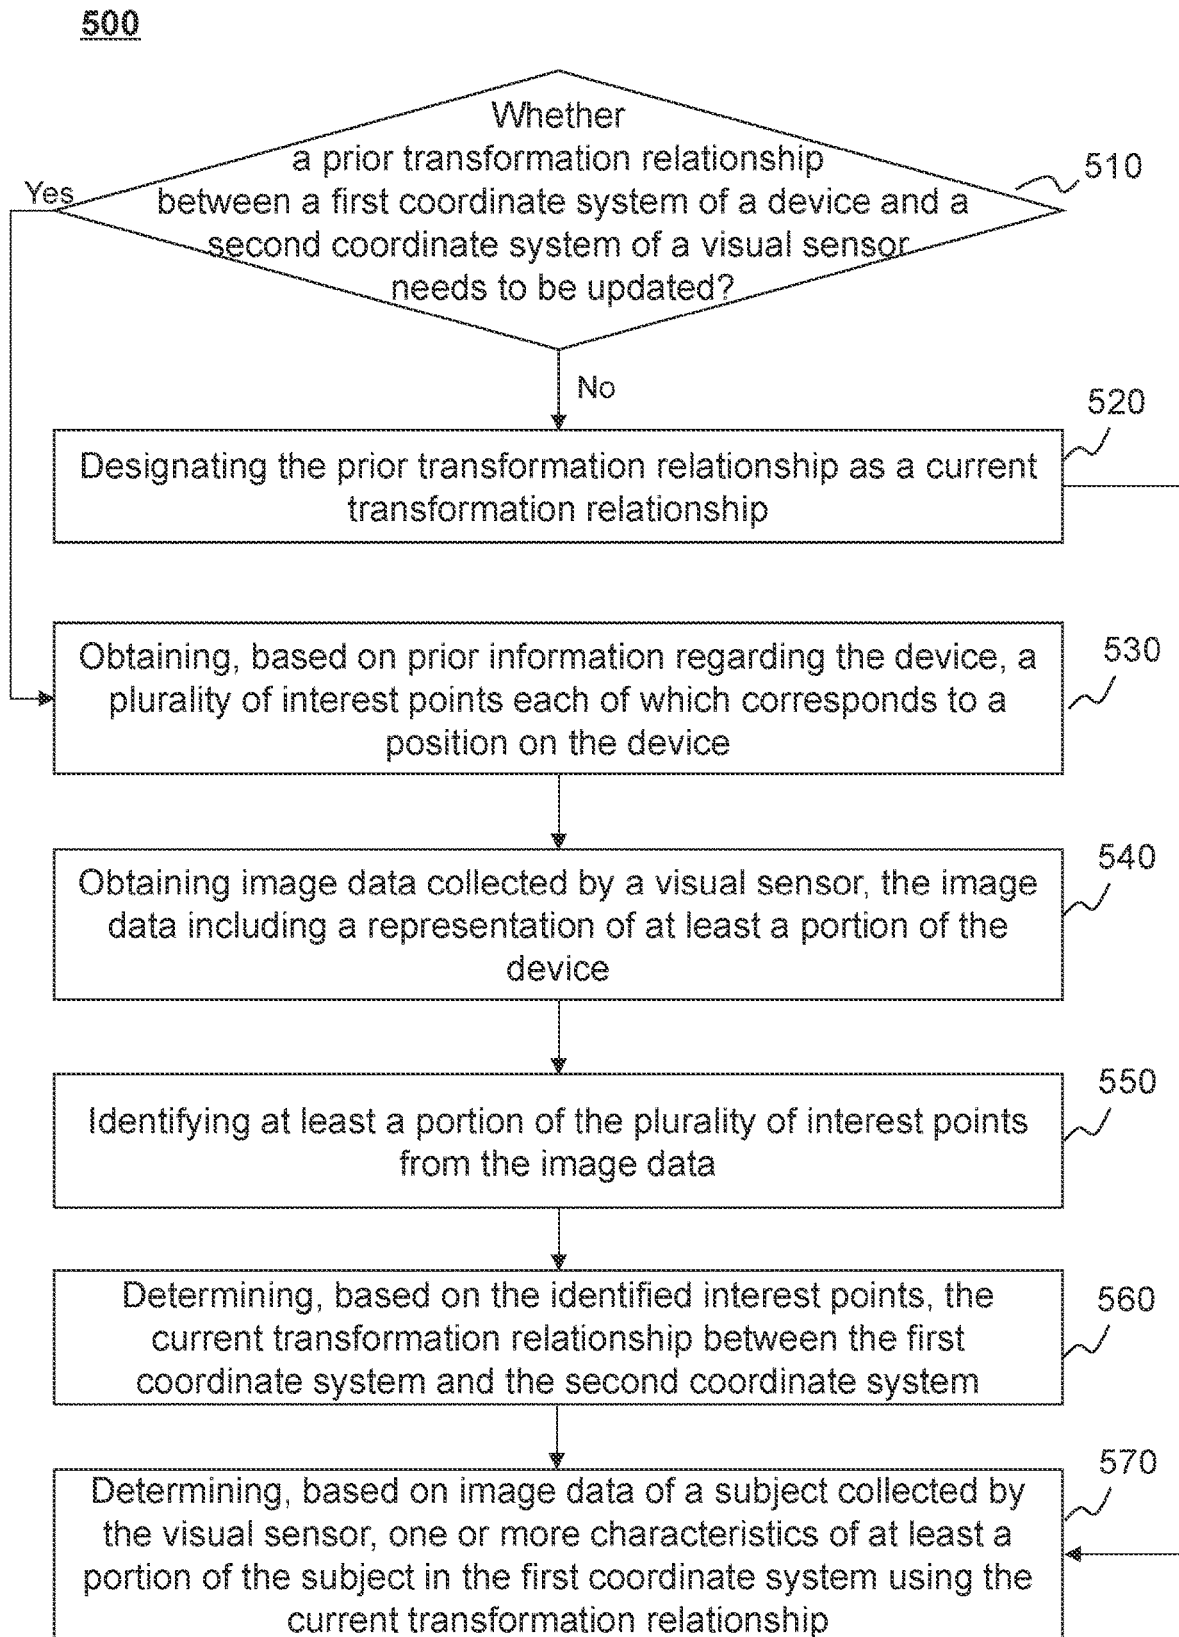 500
Whether
a prior transformation relationship
between a first coordinate system of a device and a
second coordinate system of a visual sensor
needs to be updated?
510
Yes
No
520
Designating the prior transformation relationship as a current
transformation relationship
530
Obtaining, based on prior information regarding the device, a
plurality of interest points each of which corresponds to a
position on the device
540
Obtaining image data collected by a visual sensor, the image
data including a representation of at least a portion of the
device
550
Identifying at least a portion of the plurality of interest points
from the image data
560
Determining, based on the identified interest points, the
current transformation relationship between the first
coordinate system and the second coordinate system
570
Determining, based on image data of a subject collected by
the visual sensor, one or more characteristics of at least a
portion of the subject in the first coordinate system using the
current transformation relationship